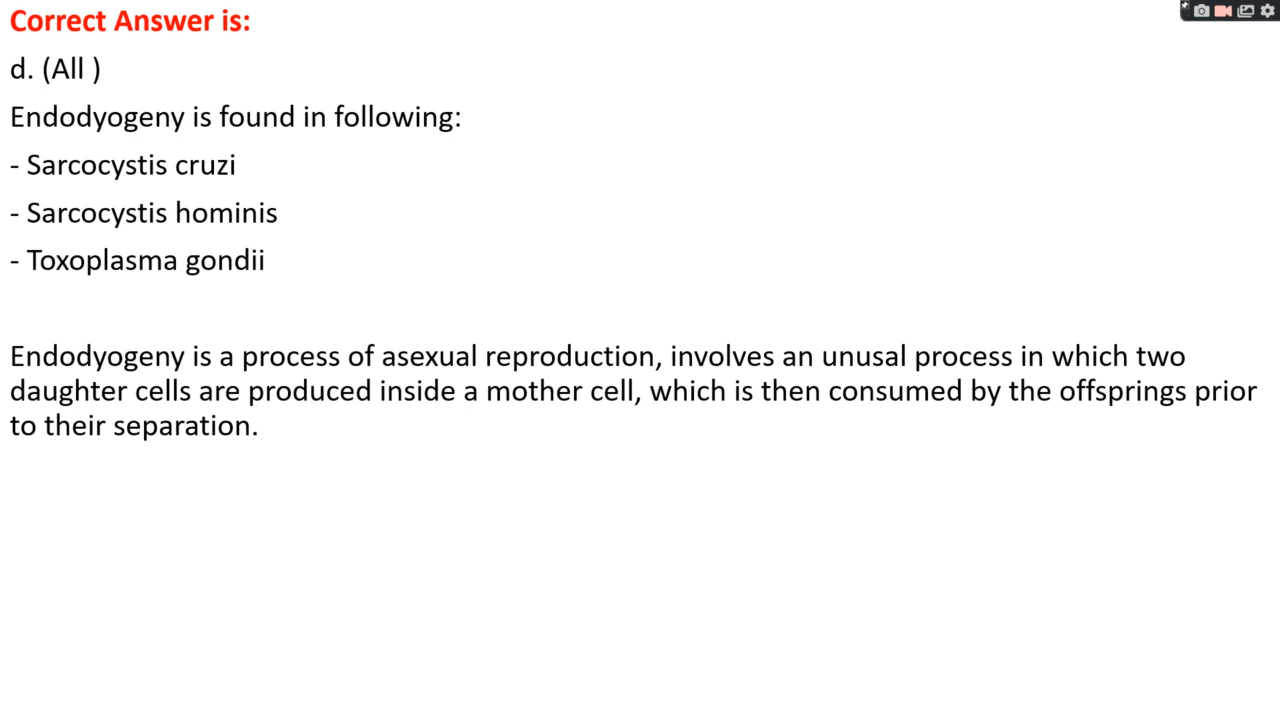 Correct Answer is:
d. (All )
Endodyogeny is found in following:
- Sarcocystis cruzi
- Sarcocystis hominis
- Toxoplasma gondii
Endodyogeny is a process of asexual reproduction, involves an unusal process in which two
daughter cells are produced inside a mother cell, which is then consumed by the offsprings prior
to their separation.